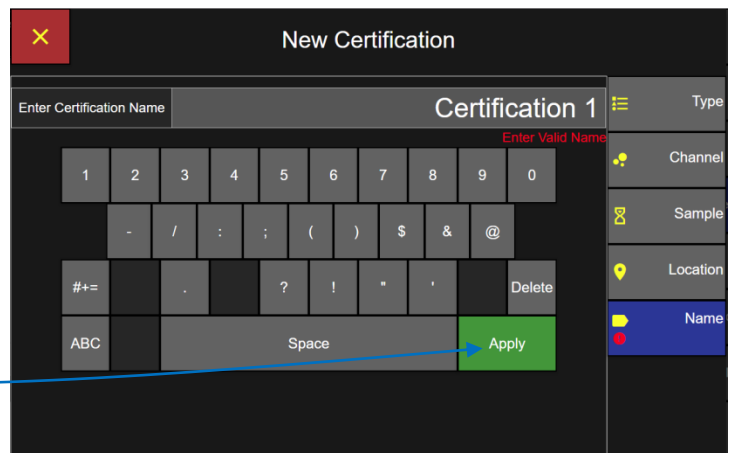 × New Certification
Enter Certification Name Certification 1
Enter Valid Name
1 2 3 4 5 6 7 8 9 0
- / : ; ( ) $ & @
#+= . ? ! " ' Delete
ABC Space Apply
Type
Channel
Sample
Location
Name